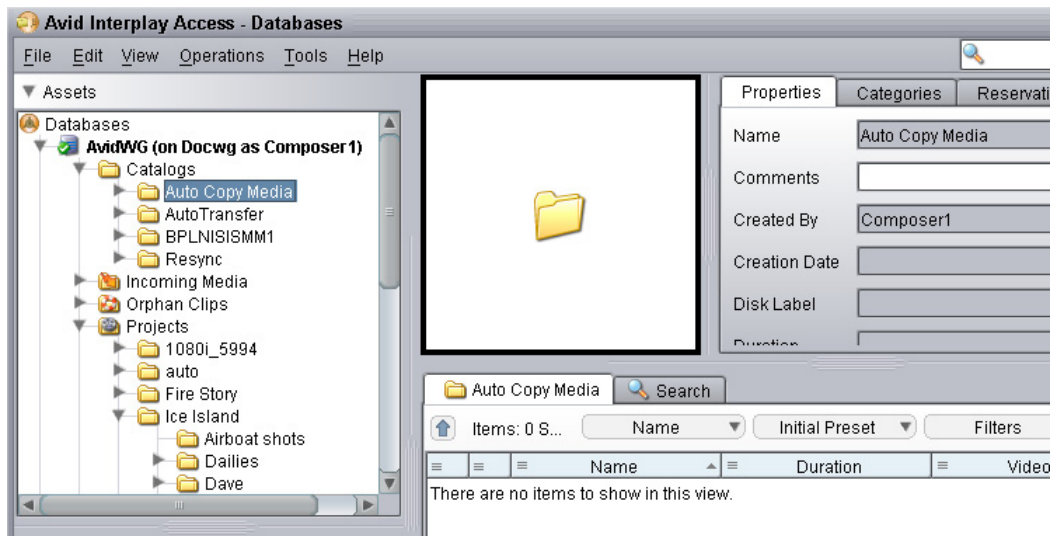 Avid Interplay Access - Databases
File Edit View Operations Tools Help
Assets
Databases
AvidWG (on Docwg as Composer1)
Catalogs
Auto Copy Media
AutoTransfer
BPLNISISMM1
Resync
Incoming Media
Orphan Clips
Projects
1080i_5994
auto
Fire Story
Ice Island
Airboat shots
Dailies
Dave
Properties Categories Reservati
Name Auto Copy Media
Comments
Created By Composer1
Creation Date
Disk Label
Duration
Auto Copy Media Search
Items: 0 S... Name Initial Preset Filters
Name Duration Video
There are no items to show in this view.